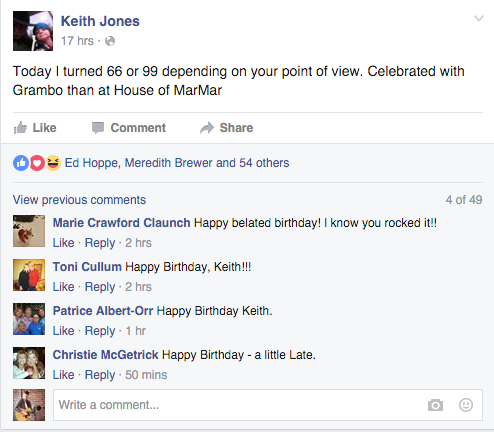 Keith Jones
17 hrs ·
Today I turned 66 or 99 depending on your point of view. Celebrated with
Grambo than at House of MarMar
Like Comment Share
Ed Hoppe, Meredith Brewer and 54 others
View previous comments 4 of 49
Marie Crawford Claunch Happy belated birthday! I know you rocked it!!
Like · Reply · 2 hrs
Toni Cullum Happy Birthday, Keith!!!
Like · Reply · 2 hrs
Patrice Albert-Orr Happy Birthday Keith.
Like · Reply · 1 hr
Christie McGetrick Happy Birthday - a little Late.
Like · Reply · 50 mins
Write a comment...